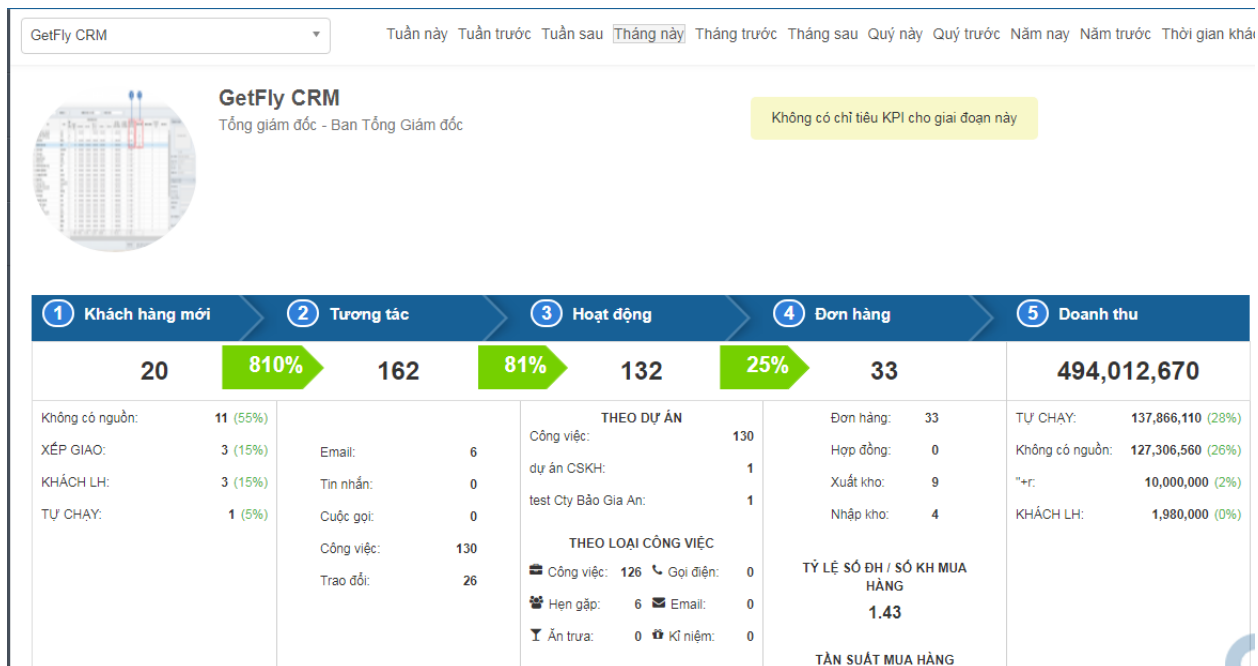 GetFly CRM
Tuần này Tuần trước Tuần sau Tháng này Tháng trước Tháng sau Quý này Quý trước Năm nay Năm trước Thời gian khác
GetFly CRM
Tổng giám đốc - Ban Tổng Giám đốc
Không có chỉ tiêu KPI cho giai đoạn này
1 Khách hàng mới
2 Tương tác
3 Hoạt động
4 Đơn hàng
5 Doanh thu
20
810%
162
81%
132
25%
33
494,012,670
Không có nguồn: 11 (55%)
XẾP GIAO: 3 (15%)
KHÁCH LH: 3 (15%)
TỰ CHẠY: 1 (5%)
Email: 6
Tin nhắn: 0
Cuộc gọi: 0
Công việc: 130
Trao đổi: 26
THEO DỰ ÁN
Công việc: 130
dự án CSKH: 1
test Cty Bảo Gia An: 1
THEO LOẠI CÔNG VIỆC
Công việc: 126 Gọi điện: 0
Hẹn gặp: 6 Email: 0
Ăn trưa: 0 Kỉ niệm: 0
Đơn hàng: 33
Hợp đồng: 0
Xuất kho: 9
Nhập kho: 4
TỶ LỆ SỐ ĐH / SỐ KH MUA
HÀNG
1.43
TẦN SUẤT MUA HÀNG
TỰ CHẠY: 137,866,110 (28%)
Không có nguồn: 127,306,560 (26%)
"+r: 10,000,000 (2%)
KHÁCH LH: 1,980,000 (0%)